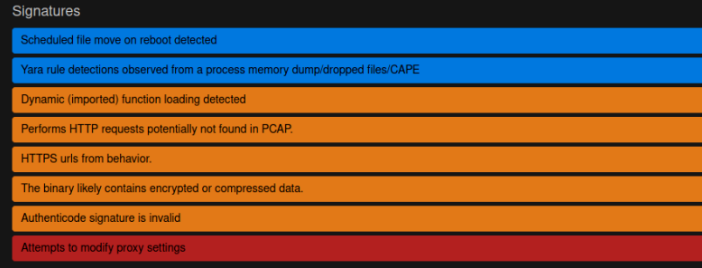 Signatures
Scheduled file move on reboot detected
Yara rule detections observed from a process memory dump/dropped files/CAPE
Dynamic (imported) function loading detected
Performs HTTP requests potentially not found in PCAP.
HTTPS urls from behavior.
The binary likely contains encrypted or compressed data.
Authenticode signature is invalid
Attempts to modify proxy settings